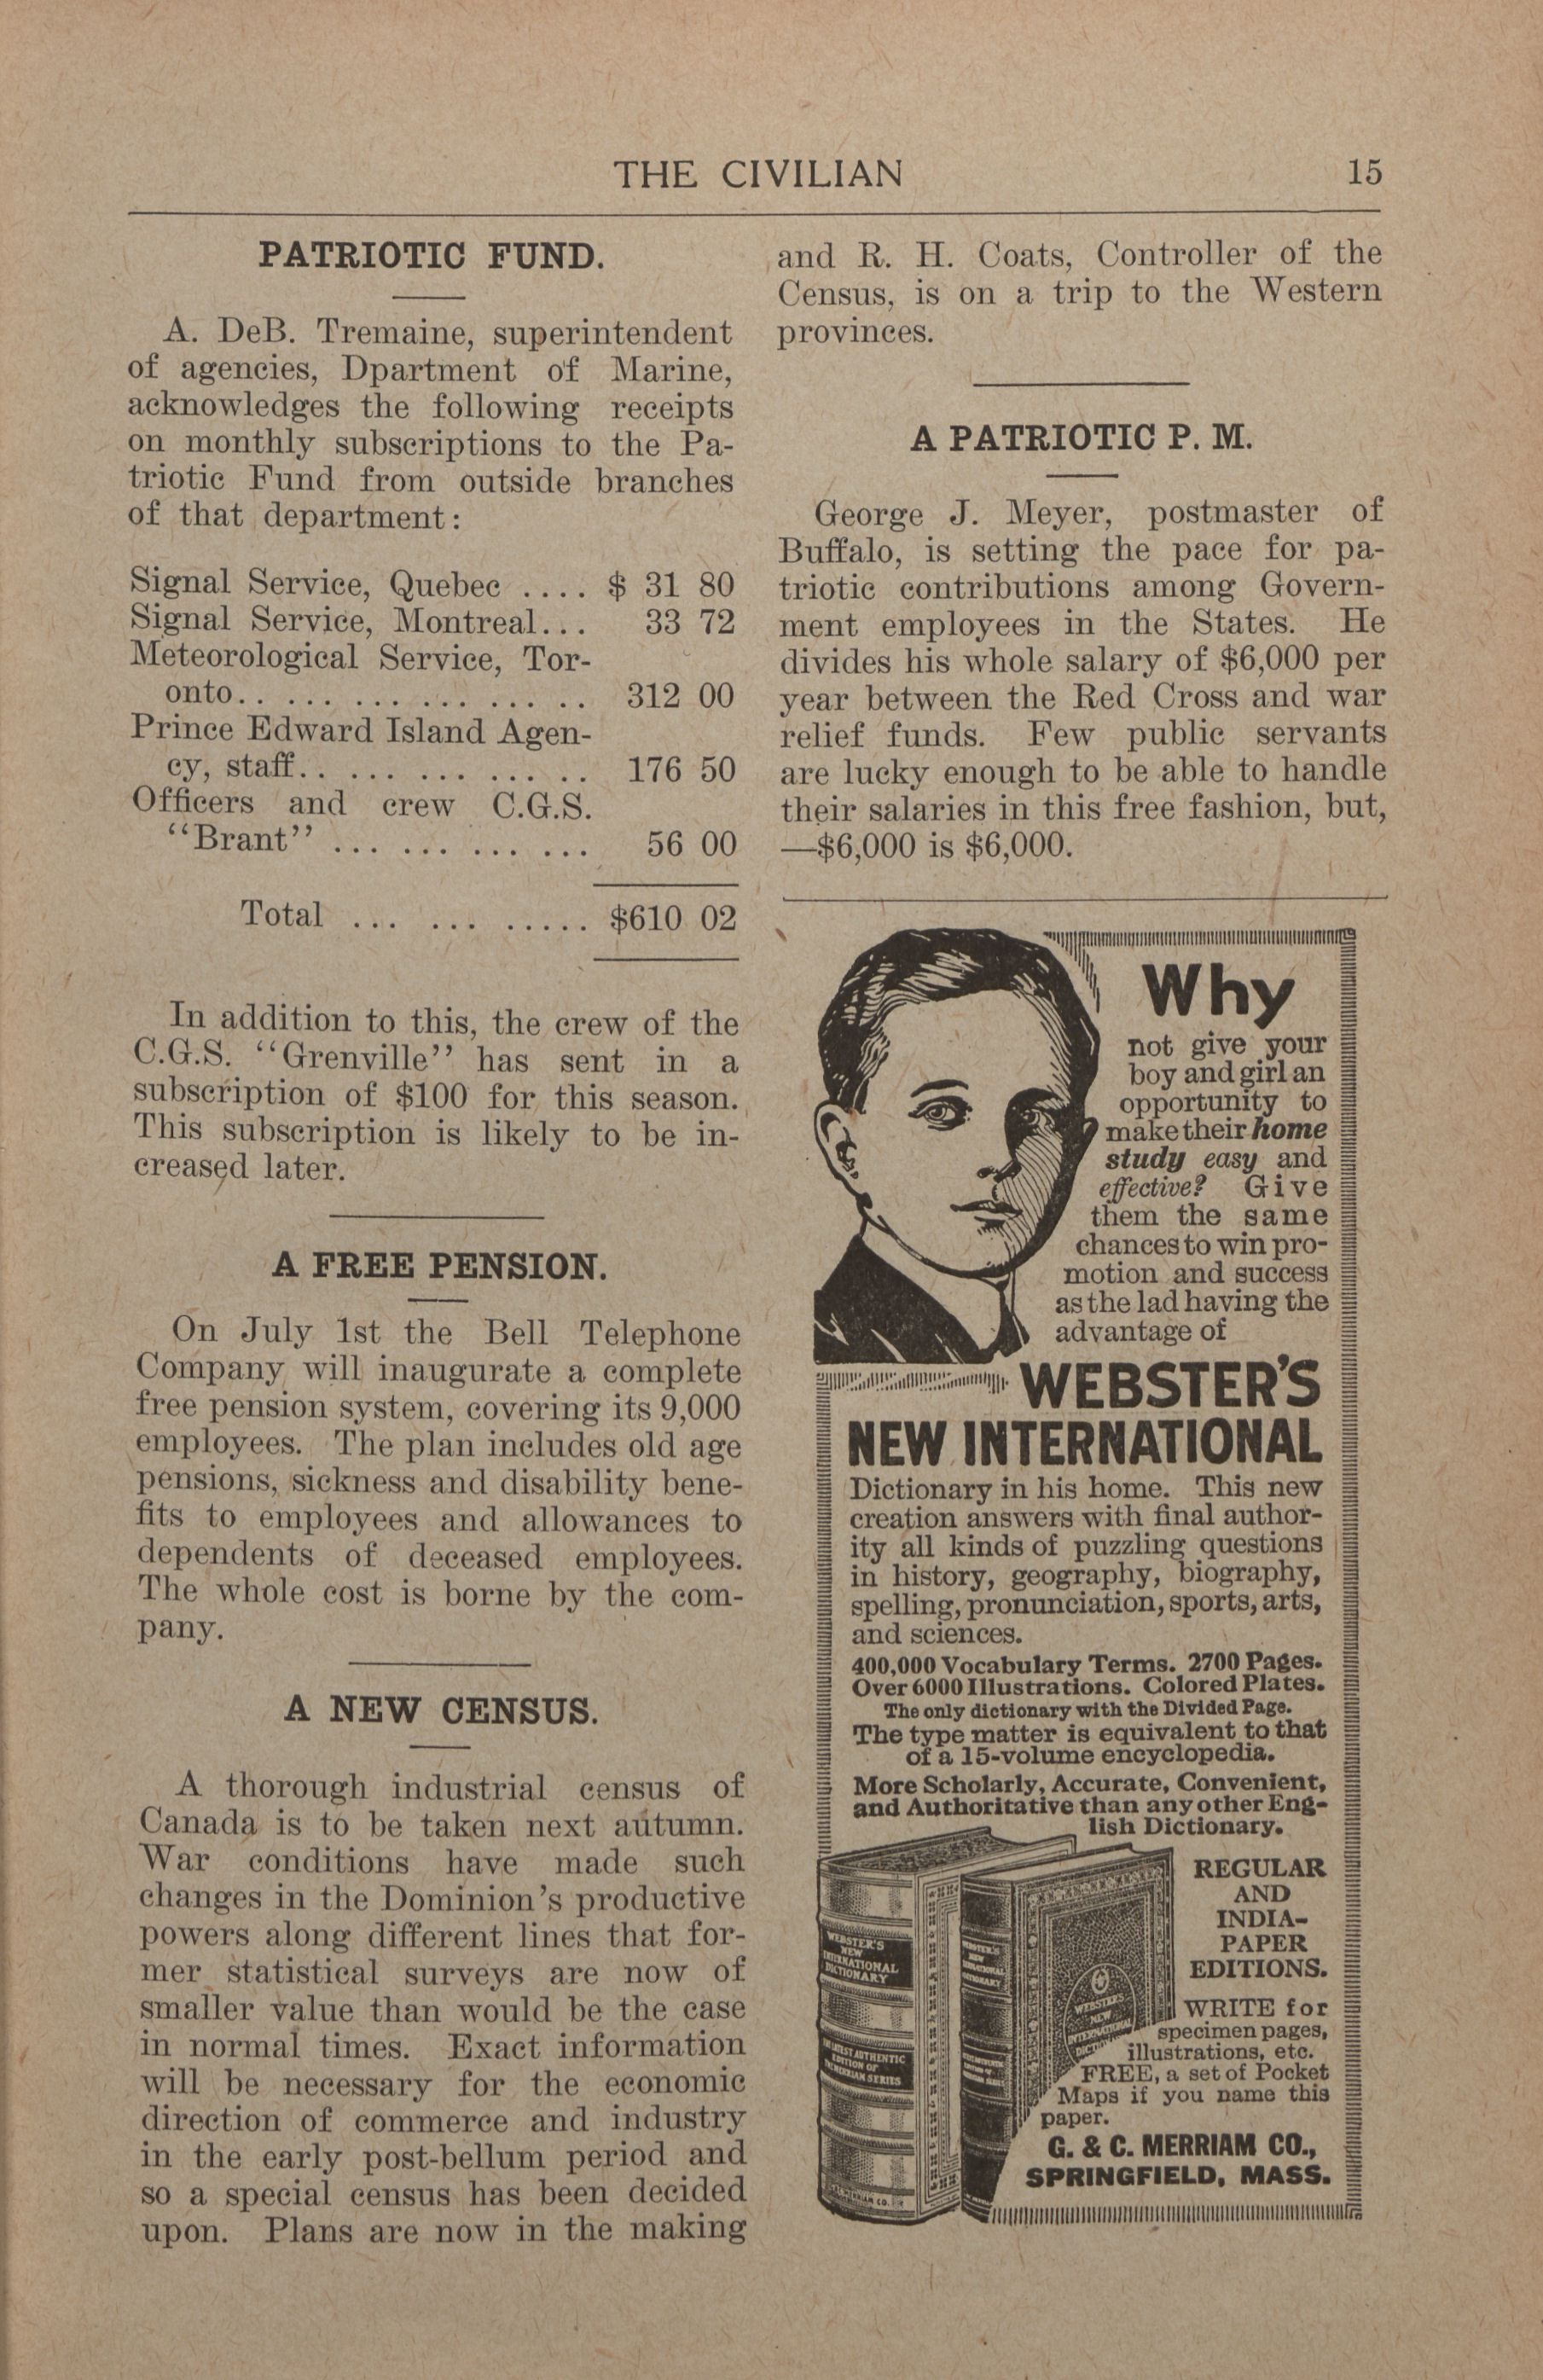 THE CIVILIAN 15
PATRIOTIC FUND.
A. DeB. Tremaine, superintendent
of agencies, Dpartment of Marine,
acknowledges the following receipts
on monthly subscriptions to the Pa-
triotic Fund from outside branches
of that department:
Signal Service, Quebec .... $ 31 80
Signal Service, Montreal... 33 72
Meteorological Service, Tor-
onto.. ... ... ... ... .. 312 00
Prince Edward Island Agen-
cy, staff.. ... ... ... .. 176 50
Officers and crew C.G.S.
"Brant" ... ... ... ... 56 00
Total ... ... ..... $610 02
In addition to this, the crew of the
C.G.S. "Grenville" has sent in a
subscription of $100 for this season.
This subscription is likely to be in-
creased later.
A FREE PENSION.
On July 1st the Bell Telephone
Company will inaugurate a complete
free pension system, covering its 9,000
employees. The plan includes old age
pensions, sickness and disability bene-
fits to employees and allowances to
dependents of deceased employees.
The whole cost is borne by the com-
pany.
A NEW CENSUS.
A thorough industrial census of
Canada is to be taken next autumn.
War conditions have made such
changes in the Dominion's productive
powers along different lines that for-
mer statistical surveys are now of
smaller value than would be the case
in normal times. Exact information
will be necessary for the economic
direction of commerce and industry
in the early post-bellum period and
so a special census has been decided
upon. Plans are now in the making
and R. H. Coats, Controller of the
Census, is on a trip to the Western
provinces.
A PATRIOTIC P. M.
George J. Meyer, postmaster of
Buffalo, is setting the pace for pa-
triotic contributions among Govern-
ment employees in the States. He
divides his whole salary of $6,000 per
year between the Red Cross and war
relief funds. Few public servants
are lucky enough to be able to handle
their salaries in this free fashion, but,
—$6,000 is $6,000.
Why
not give your
boy and girl an
opportunity to
make their home
study easy and
effective? Give
them the same
chances to win pro-
motion and success
as the lad having the
advantage of
WEBSTER'S
NEW INTERNATIONAL
Dictionary in his home. This new
creation answers with final author-
ity all kinds of puzzling questions
in history, geography, biography,
spelling, pronunciation, sports, arts,
and sciences.
400,000 Vocabulary Terms. 2700 Pages.
Over 6000 Illustrations. Colored Plates.
The only dictionary with the Divided Page.
The type matter is equivalent to that
of a 15-volume encyclopedia.
More Scholarly, Accurate, Convenient,
and Authoritative than any other Eng-
lish Dictionary.
REGULAR
AND
INDIA-
PAPER
EDITIONS.
WRITE for
specimen pages,
illustrations, etc.
FREE, a set of Pocket
Maps if you name this
paper.
G. & C. MERRIAM CO.,
SPRINGFIELD, MASS.
WEBSTER'S
NEW
INTERNATIONAL
DICTIONARY
LATEST AUTHENTIC
EDITION OF
MERRIAM SERIES
WEBSTER'S
NEW
INTERNATIONAL